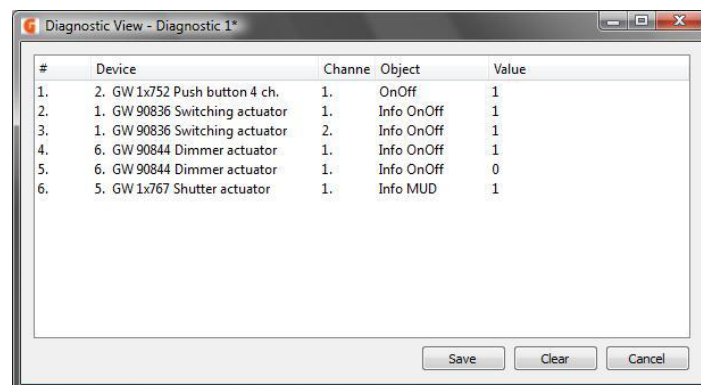 Diagnostic View - Diagnostic 1*
# Device Channe Object Value
1. 2. GW 1x752 Push button 4 ch. 1. OnOff 1
2. 1. GW 90836 Switching actuator 1. Info OnOff 1
3. 1. GW 90836 Switching actuator 2. Info OnOff 1
4. 6. GW 90844 Dimmer actuator 1. Info OnOff 1
5. 6. GW 90844 Dimmer actuator 1. Info OnOff 0
6. 5. GW 1x767 Shutter actuator 1. Info MUD 1
Save Clear Cancel